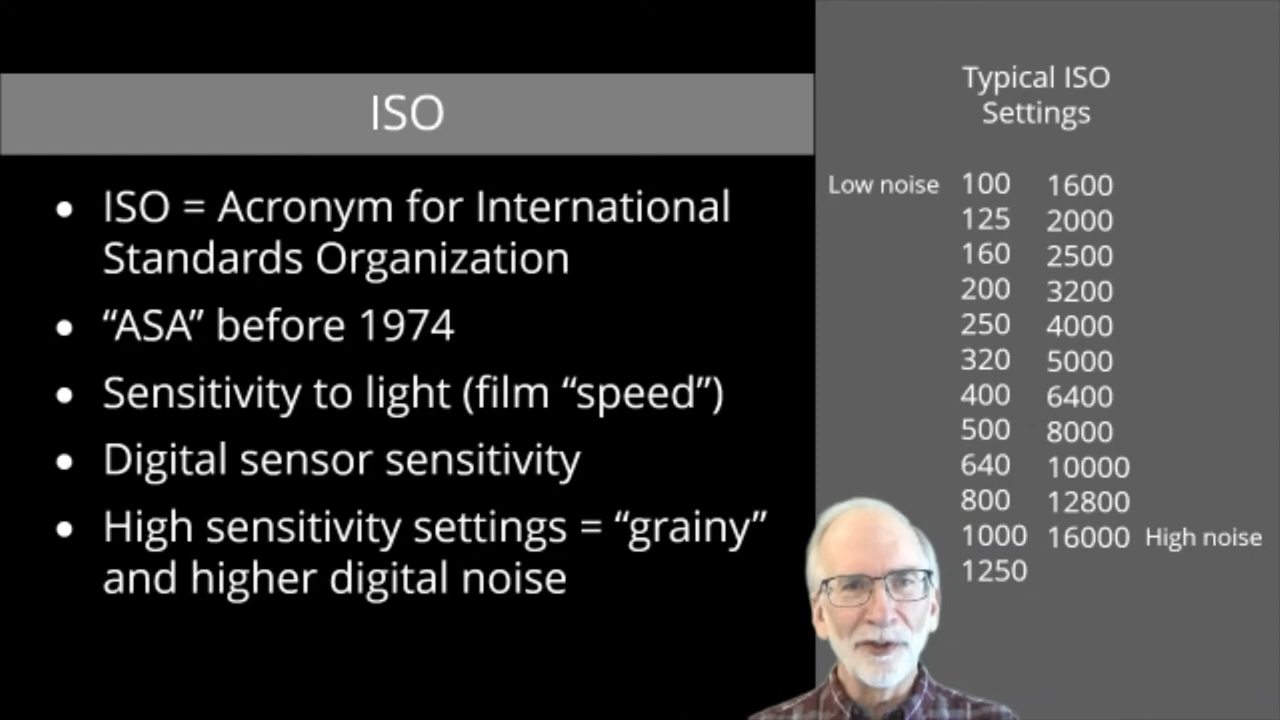 ISO
• ISO = Acronym for International
Standards Organization
• “ASA” before 1974
• Sensitivity to light (film “speed”)
• Digital sensor sensitivity
• High sensitivity settings = “grainy”
and higher digital noise
Typical ISO
Settings
Low noise 100 1600
125 2000
160 2500
200 3200
250 4000
320 5000
400 6400
500 8000
640 10000
800 12800
1000 16000 High noise
1250